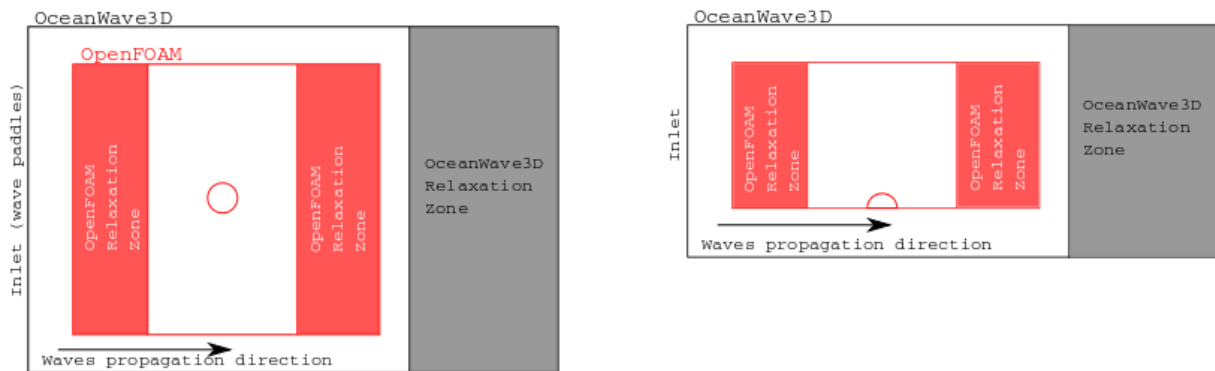 OceanWave3D
OpenFOAM
Inlet (wave paddles)
OpenFOAM
Relaxation
Zone
OpenFOAM
Relaxation
Zone
OceanWave3D
Relaxation
Zone
Waves propagation direction
OceanWave3D
Inlet
OpenFOAM
Relaxation
Zone
OpenFOAM
Relaxation
Zone
OceanWave3D
Relaxation
Zone
Waves propagation direction